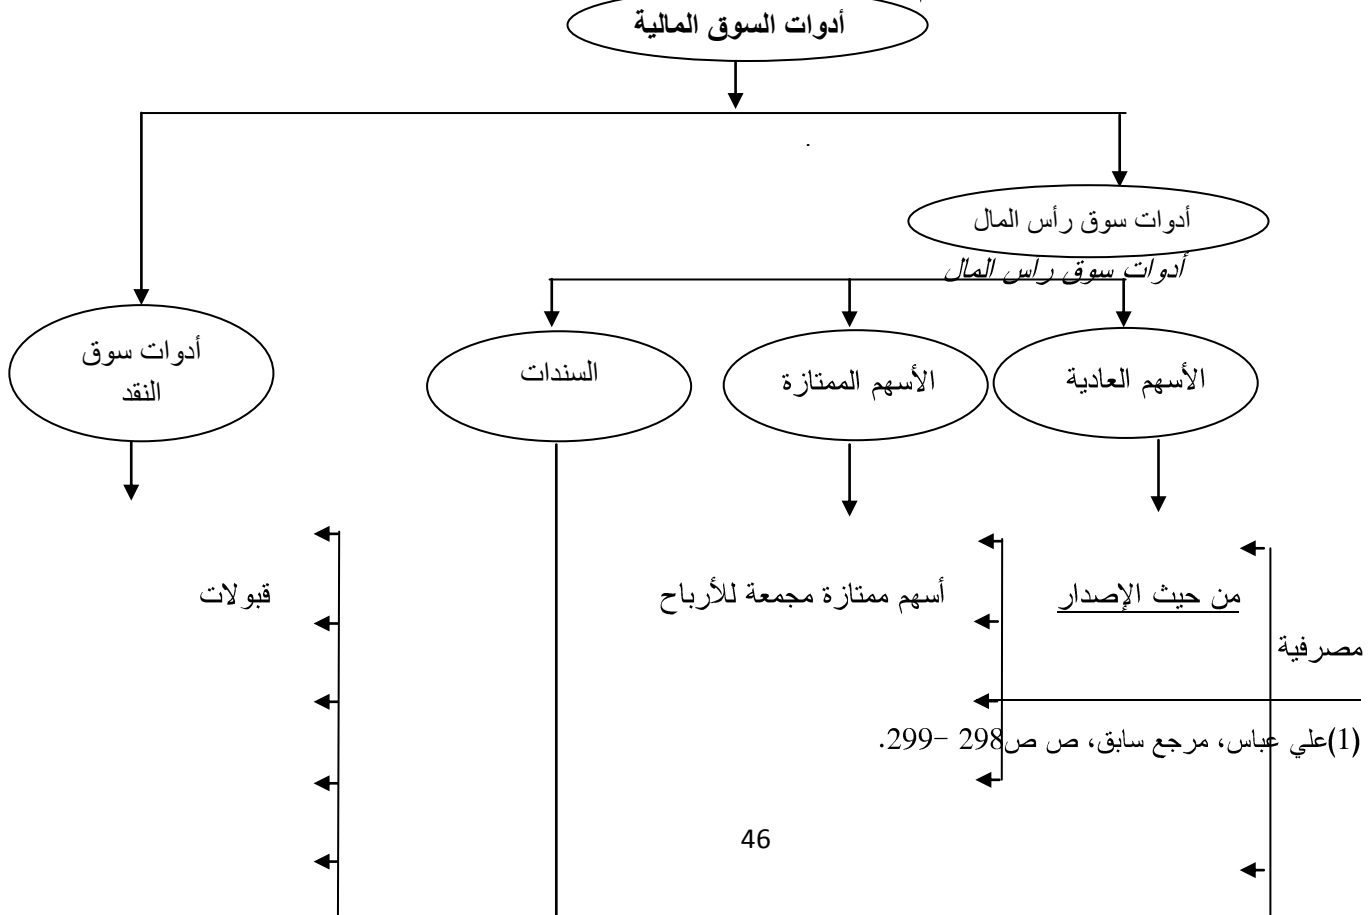 أدوات السوق المالية
أدوات سوق رأس المال
أدوات سوق راس المال
الأسهم العادية
الأسهم الممتازة
السندات
أدوات سوق
النقد
من حيث الإصدار
أسهم ممتازة مجمعة للأرباح
قبولات
مصرفية
(1)علي عباس، مرجع سابق، ص ص298 -299.
46